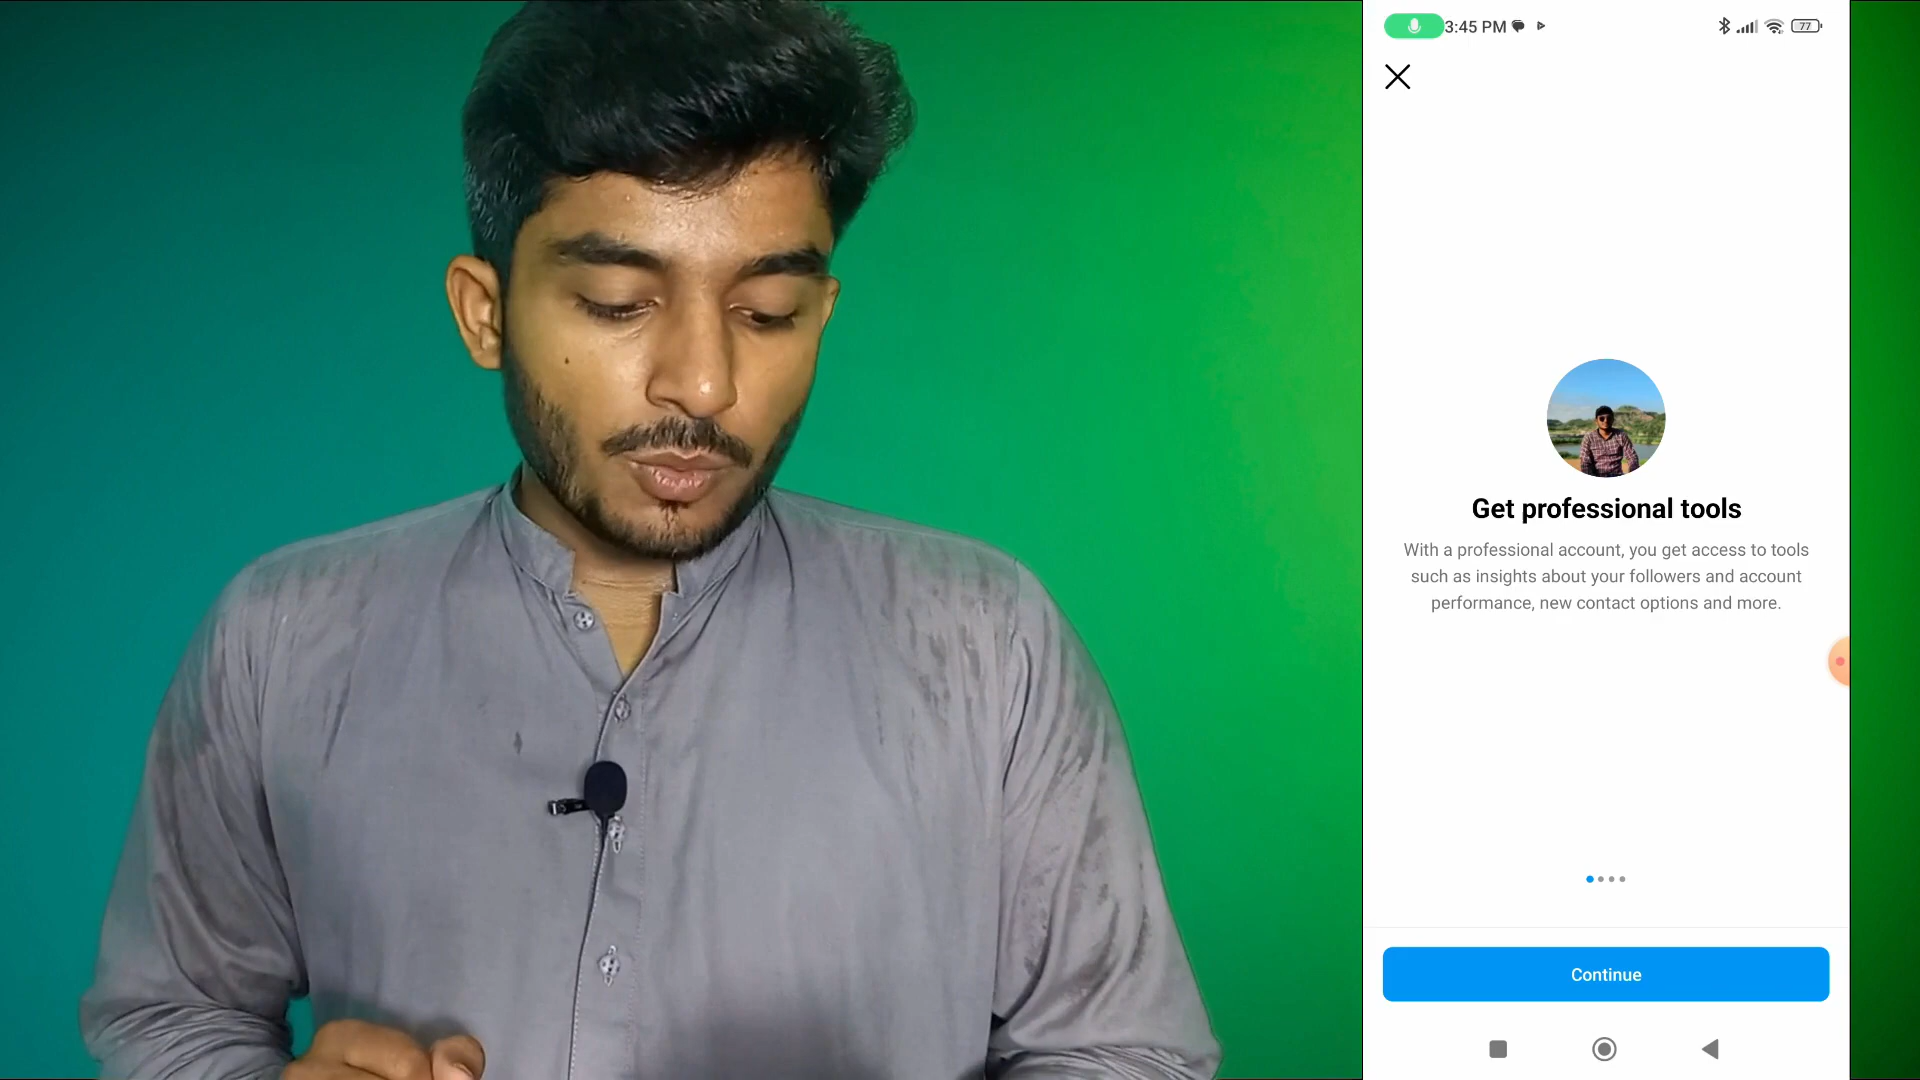 3:45 PM
77
Get professional tools
With a professional account, you get access to tools
such as insights about your followers and account
performance, new contact options and more.
Continue